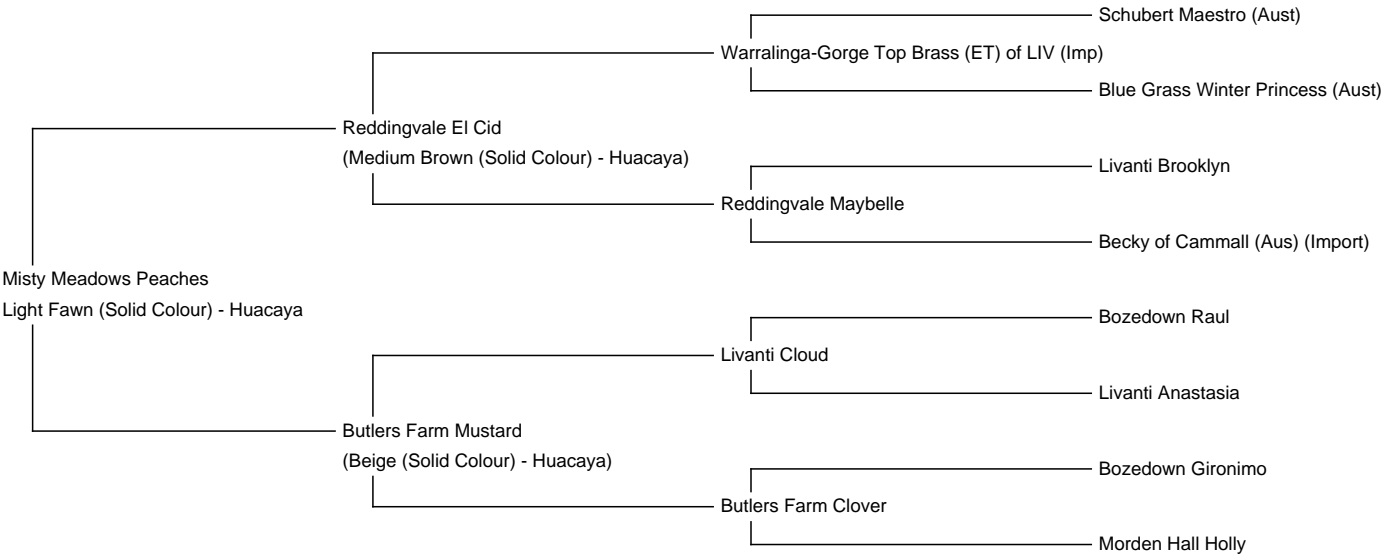 Schubert Maestro (Aust)
Warralinga-Gorge Top Brass (ET) of LIV (Imp)
Blue Grass Winter Princess (Aust)
Reddingvale El Cid
(Medium Brown (Solid Colour) - Huacaya)
Livanti Brooklyn
Reddingvale Maybelle
Becky of Cammall (Aus) (Import)
Misty Meadows Peaches
Light Fawn (Solid Colour) - Huacaya
Bozedown Raul
Livanti Cloud
Livanti Anastasia
Butlers Farm Mustard
(Beige (Solid Colour) - Huacaya)
Bozedown Gironimo
Butlers Farm Clover
Morden Hall Holly